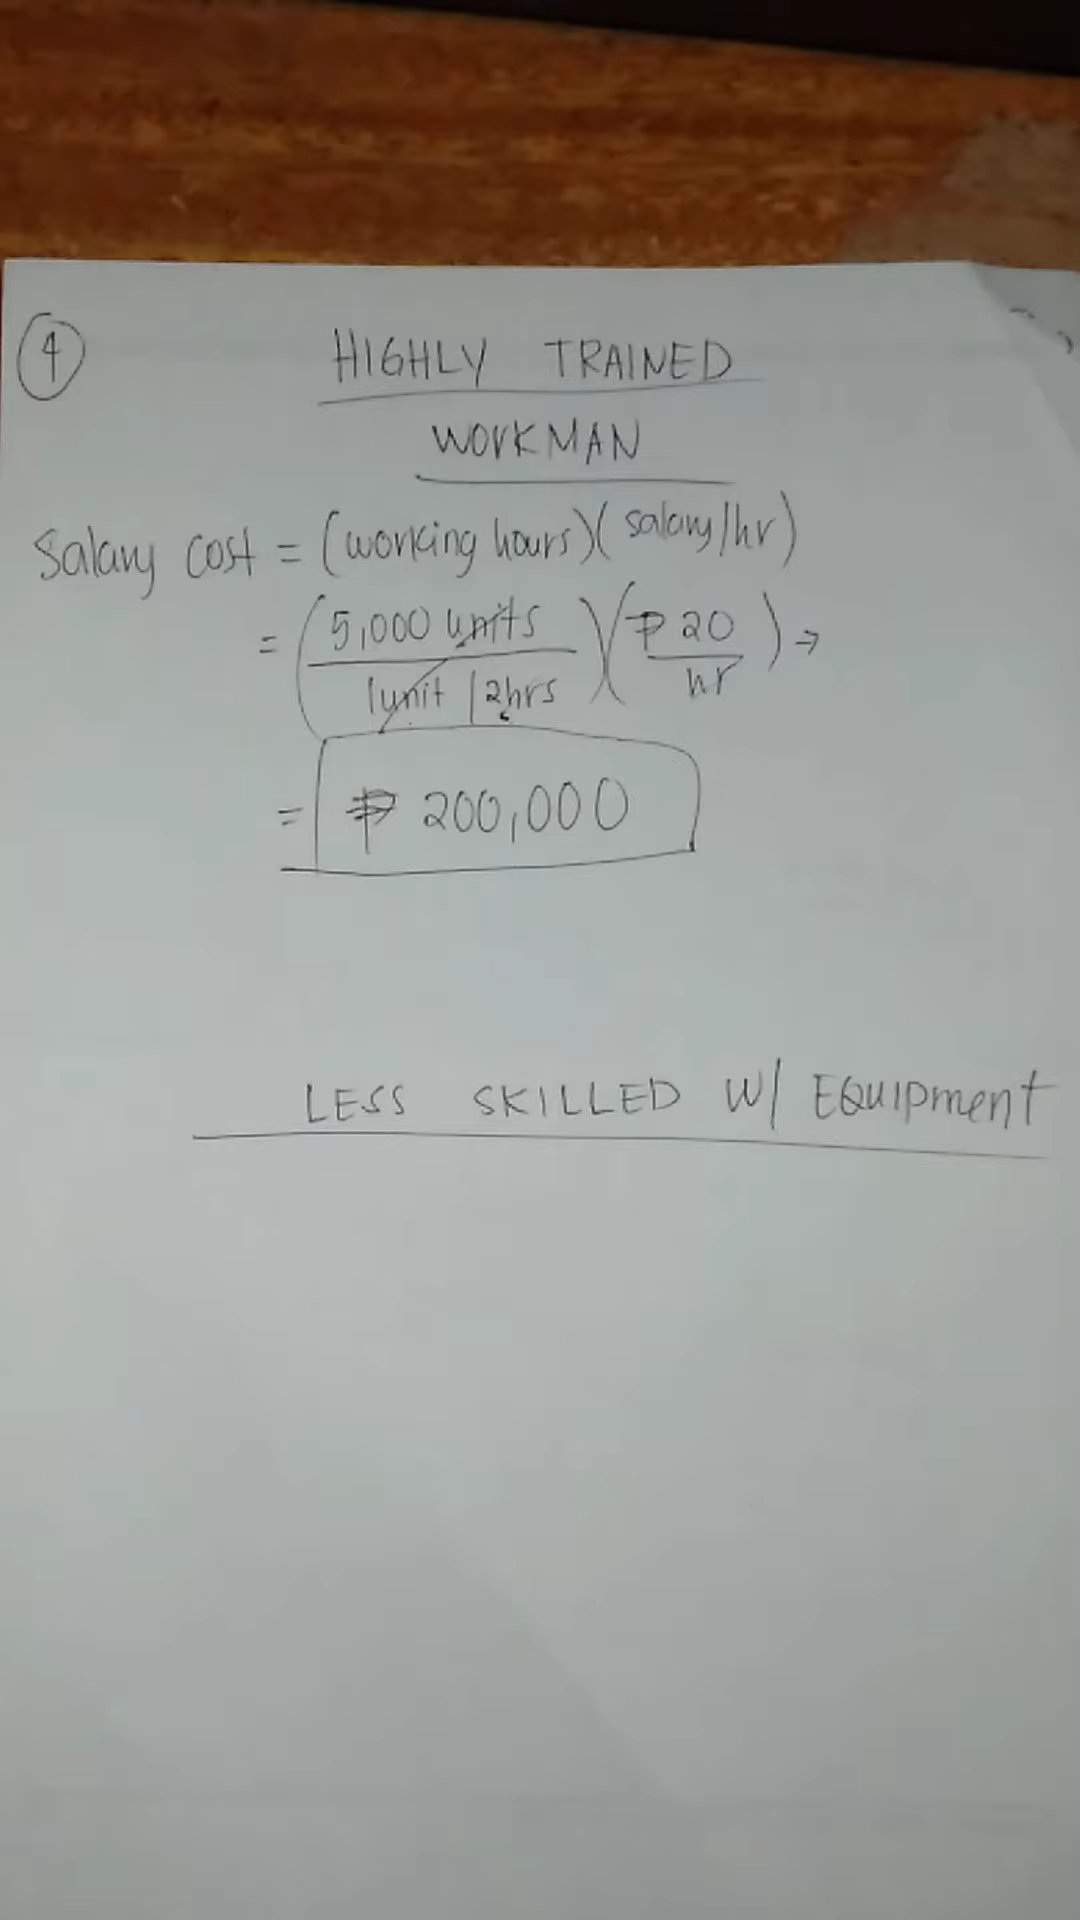 4
HIGHLY TRAINED
WORKMAN
Salary cost = (working hours)(salary/hr)
= (5,000 units / 1unit | 2hrs)(₱ 20 / hr) →
= ₱ 200,000
LESS SKILLED W/ EQUIPMENT